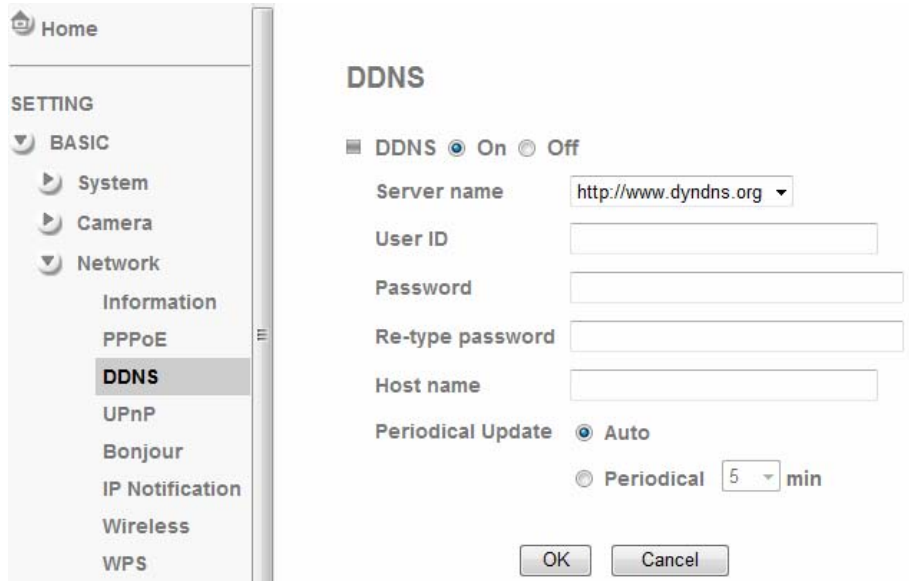 Home
SETTING
BASIC
System
Camera
Network
Information
PPPoE
DDNS
UPnP
Bonjour
IP Notification
Wireless
WPS
DDNS
DDNS On Off
Server name http://www.dyndns.org
User ID
Password
Re-type password
Host name
Periodical Update Auto
Periodical 5 min
OK Cancel